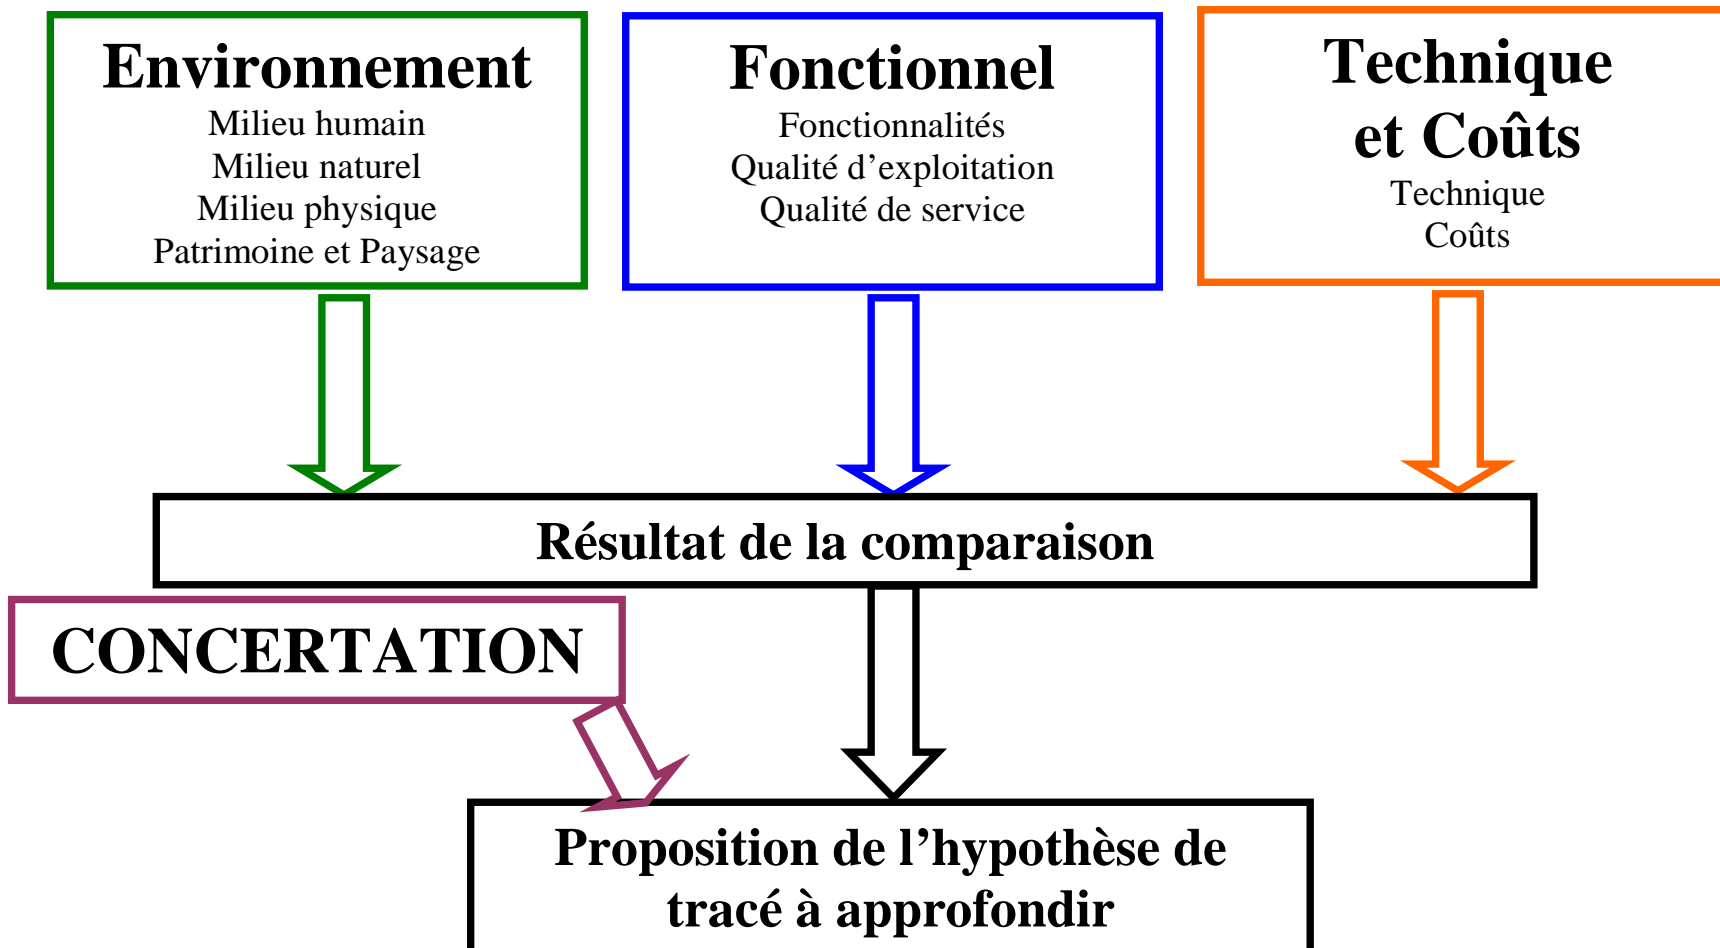 Environnement
Milieu humain
Milieu naturel
Milieu physique
Patrimoine et Paysage
Fonctionnel
Fonctionnalités
Qualité d’exploitation
Qualité de service
Technique
et Coûts
Technique
Coûts
Résultat de la comparaison
CONCERTATION
Proposition de l’hypothèse de
tracé à approfondir